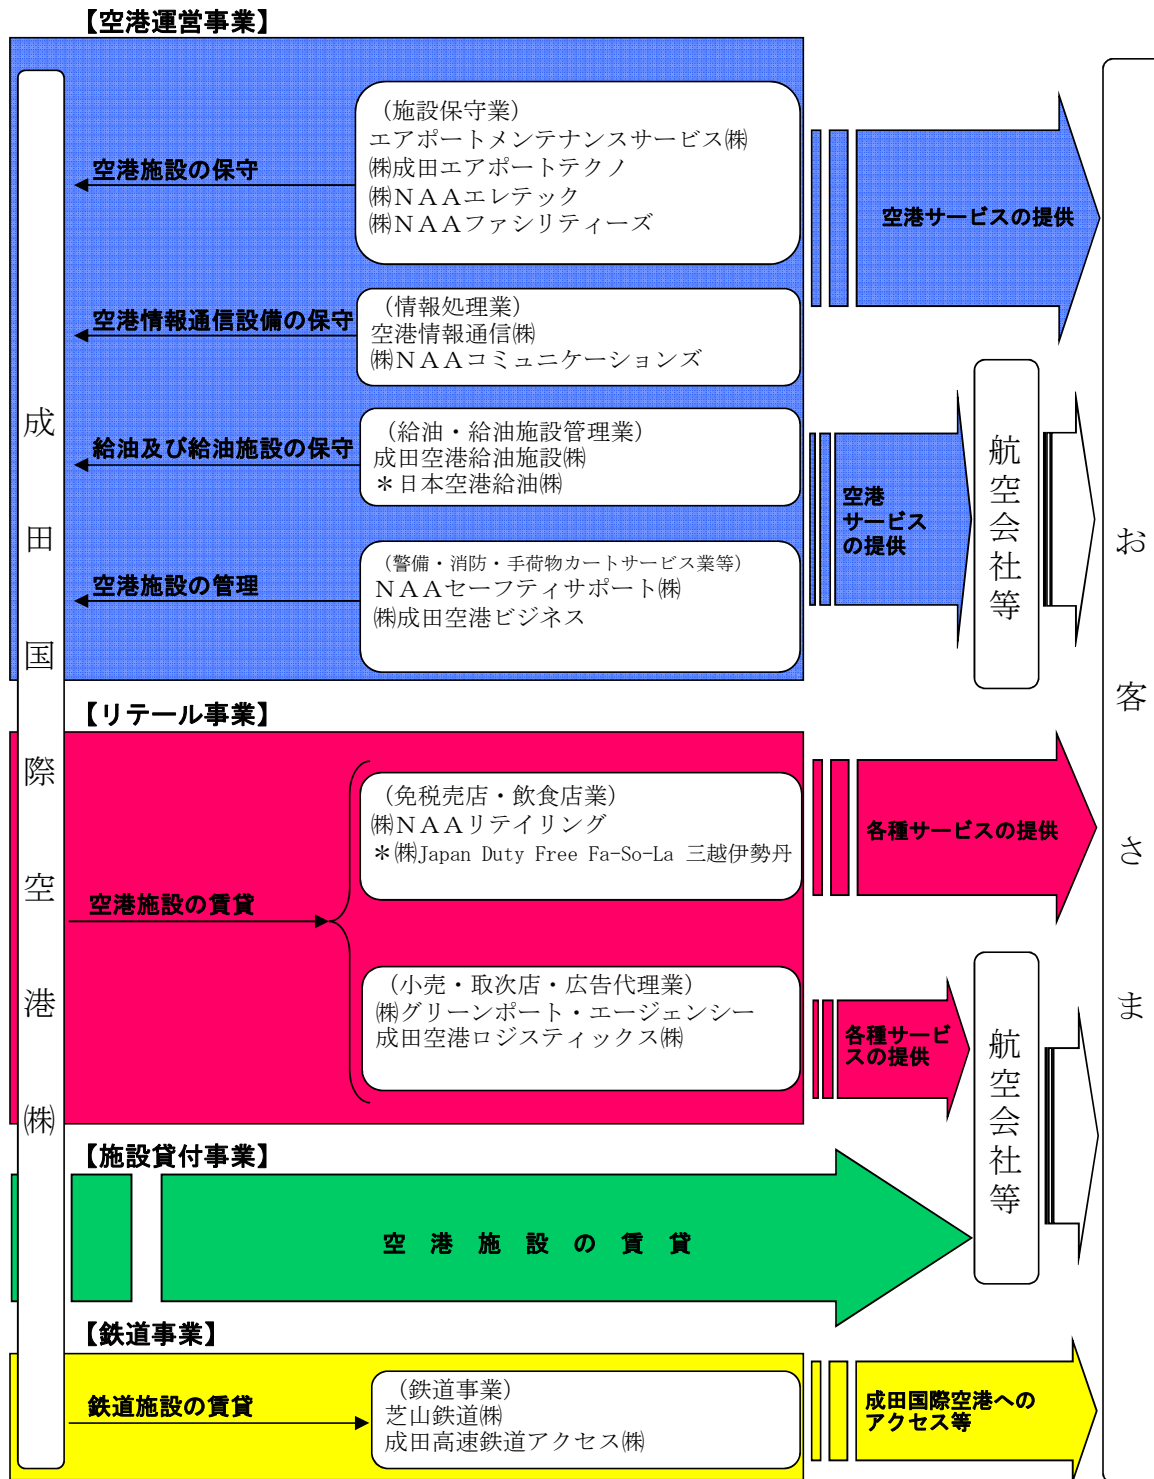 【空港運営事業】
（施設保守業）
エアポートメンテナンスサービス㈱
㈱成田エアポートテクノ
㈱ＮＡＡエレテック
㈱ＮＡＡファシリティーズ
空港施設の保守
空港サービスの提供
（情報処理業）
空港情報通信㈱
㈱ＮＡＡコミュニケーションズ
空港情報通信設備の保守
（給油・給油施設管理業）
成田空港給油施設㈱
＊日本空港給油㈱
給油及び給油施設の保守
空港
サービス
の提供
航空会社等
（警備・消防・手荷物カートサービス業等）
ＮＡＡセーフティサポート㈱
㈱成田空港ビジネス
空港施設の管理
成田国際空港㈱
お客さま
【リテール事業】
（免税売店・飲食店業）
㈱ＮＡＡリテイリング
＊㈱Japan Duty Free Fa-So-La 三越伊勢丹
各種サービスの提供
空港施設の賃貸
（小売・取次店・広告代理業）
㈱グリーンポート・エージェンシー
成田空港ロジスティックス㈱
各種サービ
スの提供
航空会社等
【施設貸付事業】
空港施設の賃貸
【鉄道事業】
（鉄道事業）
芝山鉄道㈱
成田高速鉄道アクセス㈱
鉄道施設の賃貸
成田国際空港への
アクセス等